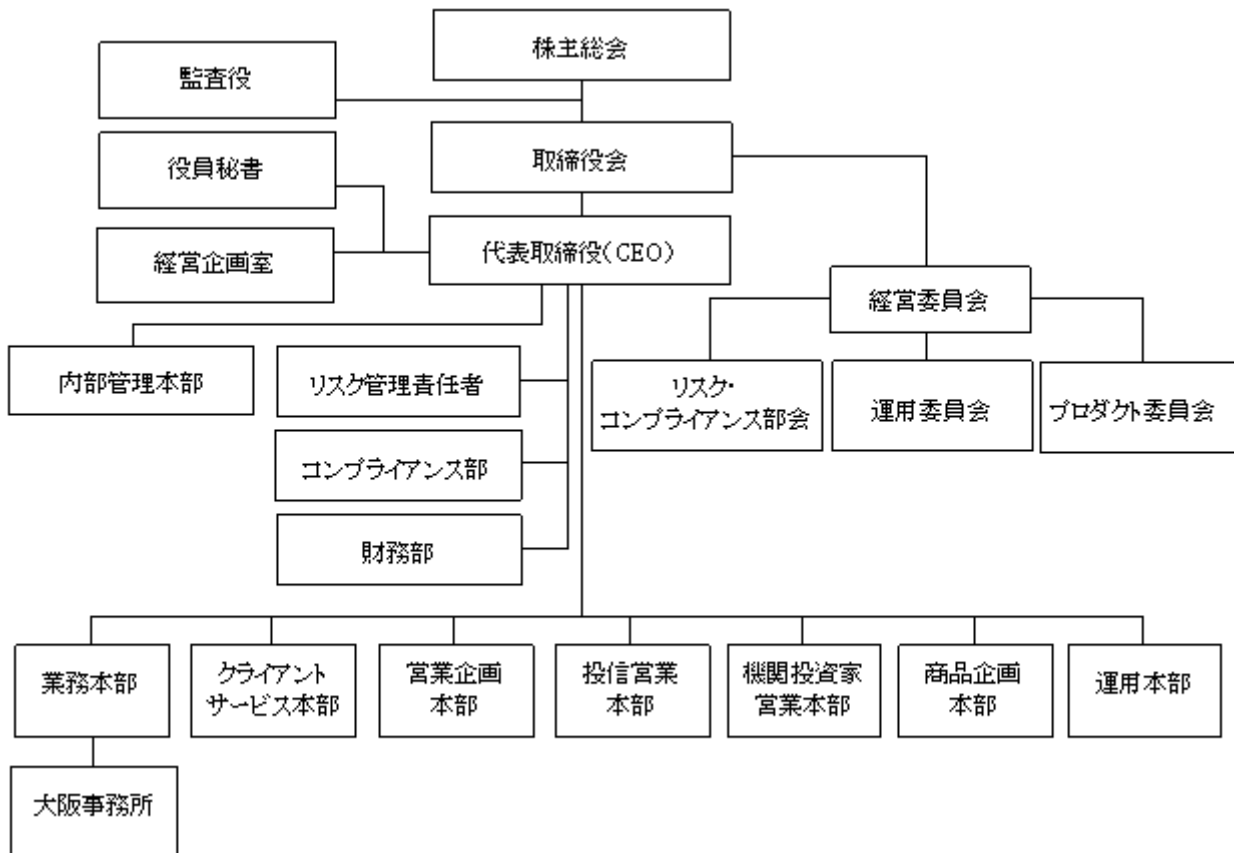 株主総会
監査役
取締役会
役員秘書
代表取締役(CEO)
経営企画室
経営委員会
内部管理本部
リスク管理責任者
リスク・
コンプライアンス部会
運用委員会
プロダクト委員会
コンプライアンス部
財務部
業務本部
クライアント
サービス本部
営業企画
本部
投信営業
本部
機関投資家
営業本部
商品企画
本部
運用本部
大阪事務所